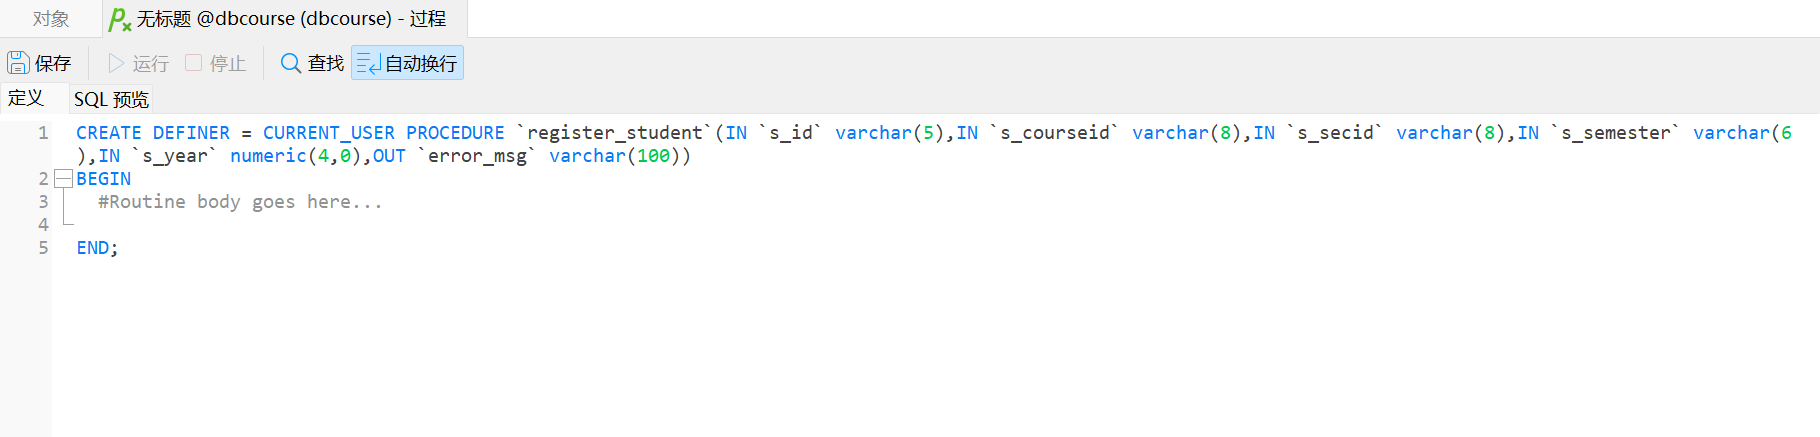 对象 无标题 @dbcourse (dbcourse) - 过程
保存 运行 停止 查找 自动换行
定义 SQL 预览
1 CREATE DEFINER = CURRENT_USER PROCEDURE `register_student`(IN `s_id` varchar(5),IN `s_courseid` varchar(8),IN `s_secid` varchar(8),IN `s_semester` varchar(6
),IN `s_year` numeric(4,0),OUT `error_msg` varchar(100))
2 BEGIN
3 #Routine body goes here...
4
5 END;